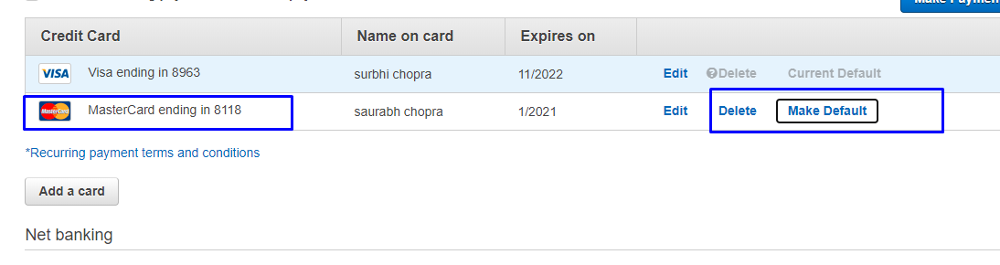 Make Payment
Credit Card Name on card Expires on
VISA Visa ending in 8963 surbhi chopra 11/2022 Edit Delete Current Default
MasterCard MasterCard ending in 8118 saurabh chopra 1/2021 Edit Delete Make Default
*Recurring payment terms and conditions
Add a card
Net banking